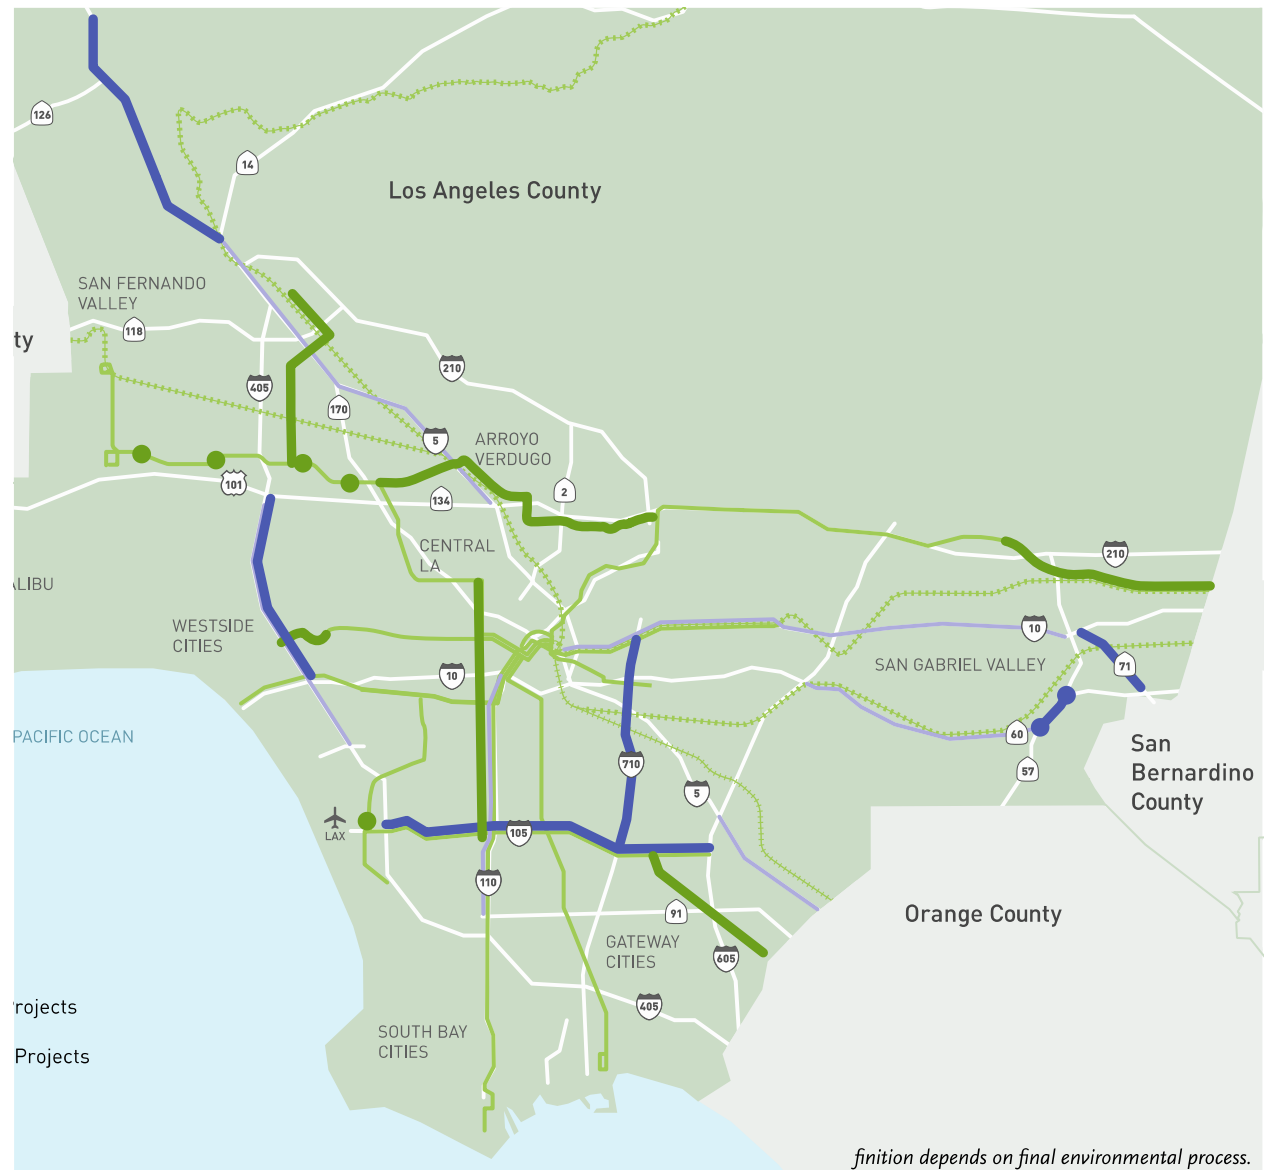 126
14
Los Angeles County
SAN FERNANDO
VALLEY
118
ty
210
405
170
5
ARROYO
VERDUGO
101
134
2
CENTRAL
LA
210
ALIBU
WESTSIDE
CITIES
10
10
SAN GABRIEL VALLEY
71
PACIFIC OCEAN
60
San
Bernardino
County
57
710
5
LAX
105
110
91
Orange County
GATEWAY
CITIES
605
405
rojects
SOUTH BAY
CITIES
Projects
finition depends on final environmental process.